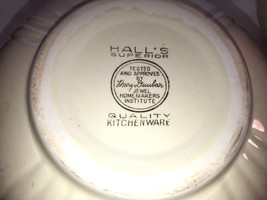 HALL'S
SUPERIOR
TESTED
AND APPROVED
BY
Mary Dunbar
JEWEL
HOMEMAKERS
INSTITUTE
QUALITY
KITCHENWARE